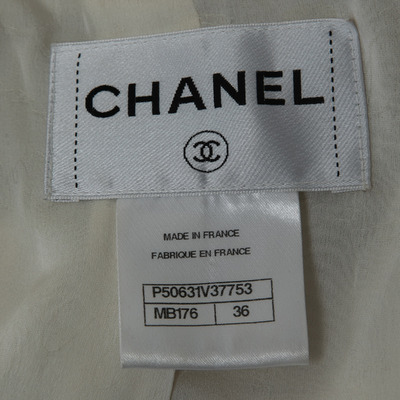 CHANEL
MADE IN FRANCE
FABRIQUE EN FRANCE
P50631V37753
MB176 36